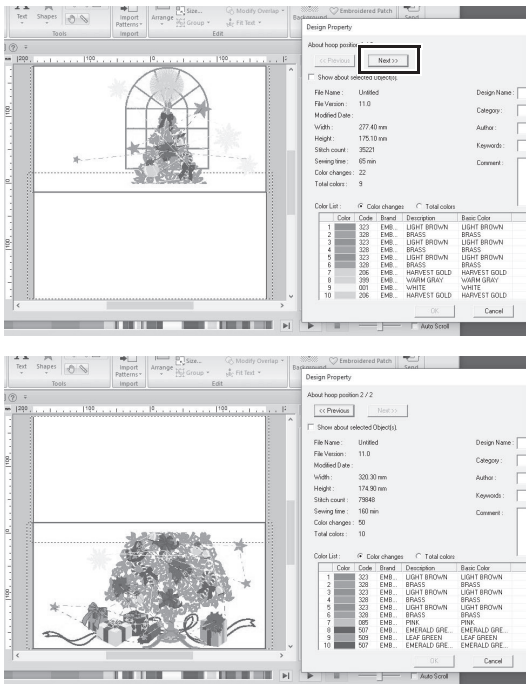 Text Shapes Import Patterns Arrange Size... Modify Overlap Embroidered Patch Send
Group Fit Text Background
Tools Import Edit
Design Property
About hoop position
<< Previous Next >>
Show about selected Object(s).
File Name : Untitled Design Name :
File Version : 11.0
Modified Date : Category :
Width : 277.40 mm Author :
Height : 175.10 mm
Stitch count : 35221 Keywords :
Sewing time : 65 min Comment :
Color changes : 22
Total colors : 9
Color List : Color changes Total colors
Color Code Brand Description Basic Color
1 323 EMB... LIGHT BROWN LIGHT BROWN
2 328 EMB... BRASS BRASS
3 323 EMB... LIGHT BROWN LIGHT BROWN
4 328 EMB... BRASS BRASS
5 323 EMB... LIGHT BROWN LIGHT BROWN
6 328 EMB... BRASS BRASS
7 206 EMB... HARVEST GOLD HARVEST GOLD
8 399 EMB... WARM GRAY WARM GRAY
9 001 EMB... WHITE WHITE
10 206 EMB... HARVEST GOLD HARVEST GOLD
OK Cancel
Auto Scroll
Text Shapes Import Patterns Arrange Size... Modify Overlap Embroidered Patch
Group Fit Text Background
Tools Import Edit
Design Property
About hoop position 2 / 2
<< Previous Next >>
Show about selected Object(s).
File Name : Untitled Design Name :
File Version : 11.0
Modified Date : Category :
Width : 320.30 mm Author :
Height : 174.90 mm
Stitch count : 79848 Keywords :
Sewing time : 160 min Comment :
Color changes : 50
Total colors : 10
Color List : Color changes Total colors
Color Code Brand Description Basic Color
1 323 EMB... LIGHT BROWN LIGHT BROWN
2 328 EMB... BRASS BRASS
3 323 EMB... LIGHT BROWN LIGHT BROWN
4 328 EMB... BRASS BRASS
5 323 EMB... LIGHT BROWN LIGHT BROWN
6 328 EMB... BRASS BRASS
7 085 EMB... PINK PINK
8 507 EMB... EMERALD GRE... EMERALD GRE...
9 509 EMB... LEAF GREEN LEAF GREEN
10 507 EMB... EMERALD GRE... EMERALD GRE...
OK Cancel
Auto Scroll